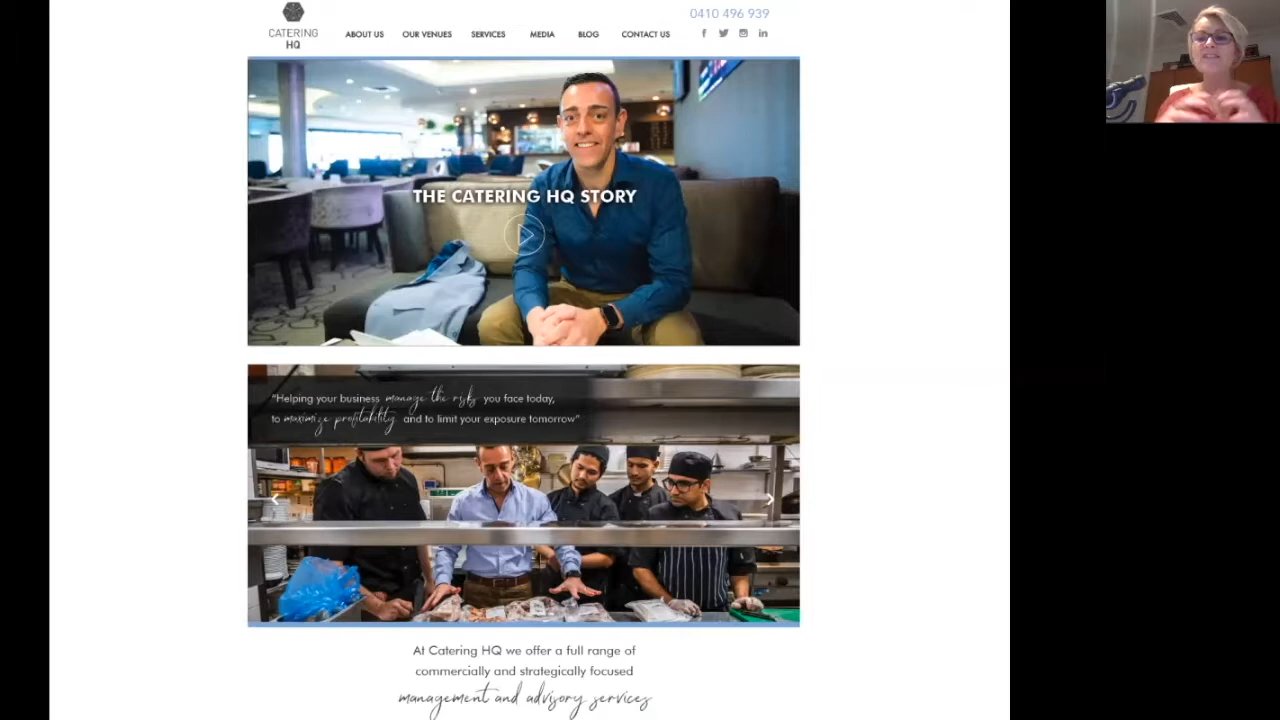 0410 496 939
CATERING
HQ
ABOUT US OUR VENUES SERVICES MEDIA BLOG CONTACT US
THE CATERING HQ STORY
"Helping your business manage the risks you face today,
to maximize profitability and to limit your exposure tomorrow"
At Catering HQ we offer a full range of
commercially and strategically focused
management and advisory services